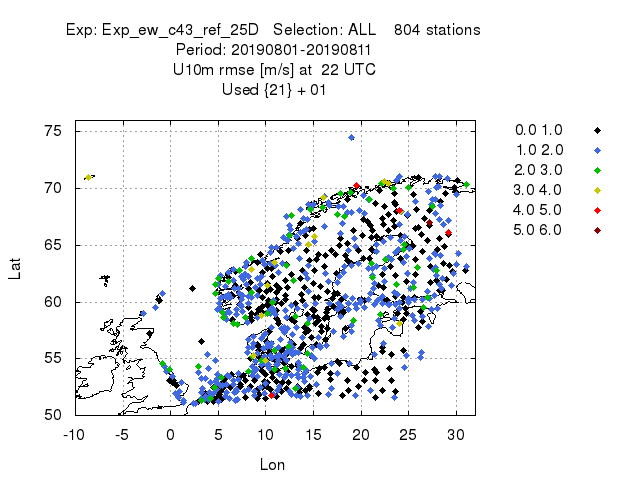 Exp: Exp_ew_c43_ref_25D Selection: ALL 804 stations
Period: 20190801-20190811
U10m rmse [m/s] at 22 UTC
Used {21} + 01
75
70
65
60
55
50
-10 -5 0 5 10 15 20 25 30
Lat
Lon
0.0 1.0
1.0 2.0
2.0 3.0
3.0 4.0
4.0 5.0
5.0 6.0